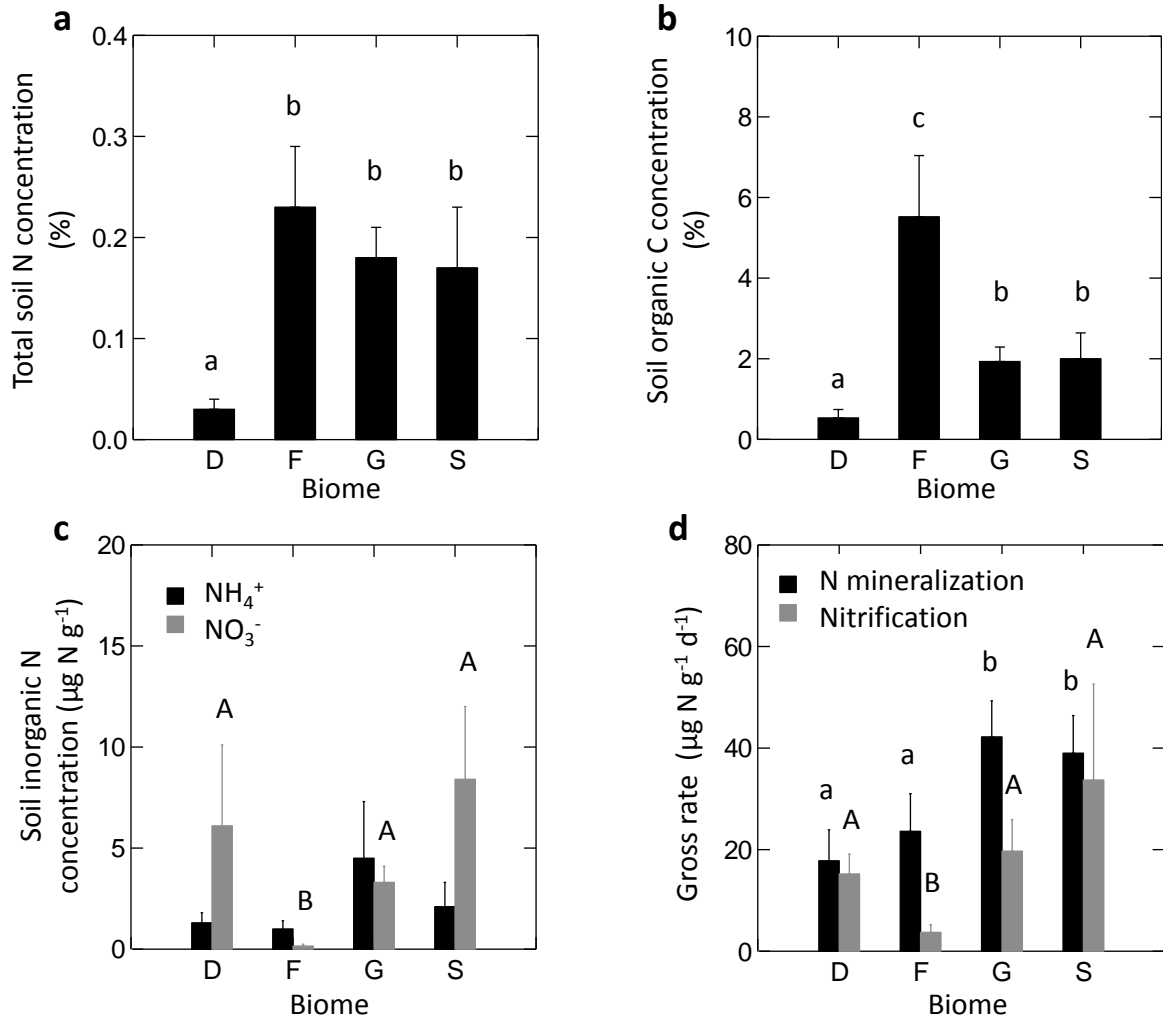 a
Total soil N concentration
(%)
0.4
0.3
0.2
0.1
0.0
a
b
b
b
D F G S
Biome
b
Soil organic C concentration
(%)
10
8
6
4
2
0
a
c
b
b
D F G S
Biome
c
Soil inorganic N
concentration (µg N g⁻¹)
20
15
10
5
0
NH₄⁺
NO₃⁻
A
B
A
A
D F G S
Biome
d
Gross rate (µg N g⁻¹ d⁻¹)
80
60
40
20
0
N mineralization
Nitrification
a
A
a
B
b
A
b
A
D F G S
Biome